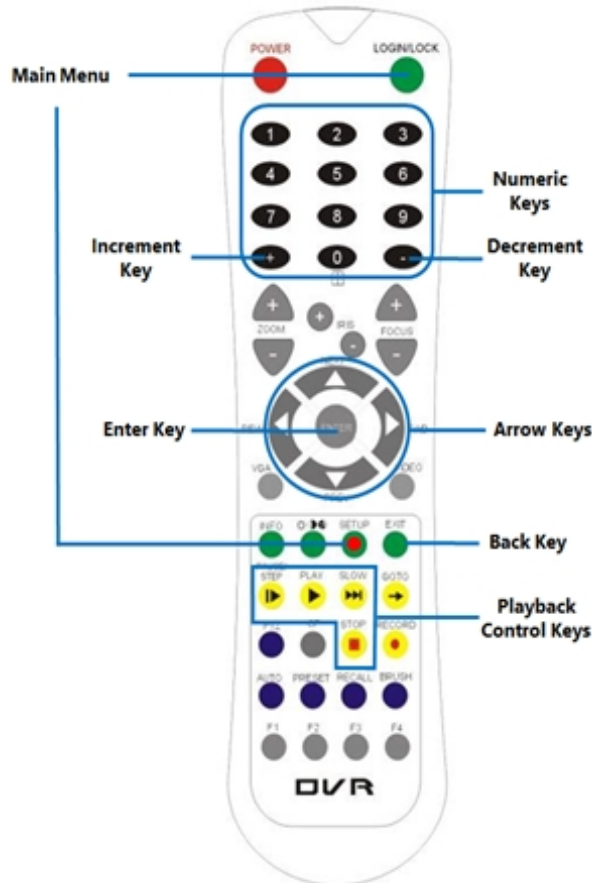 POWER
LOGIN/LOCK
Main Menu
1 2 3
4 5 6
Numeric
Keys
7 8 9
Increment
Key
+ 0 -
Decrement
Key
+ + +
ZOOM IRIS FOCUS
- - -
Enter Key
ENTER
Arrow Keys
VGA
INFO SETUP EXIT
Back Key
STEP PLAY SLOW GOTO
Playback
Control Keys
STOP RECORD
AUTO PRESET RECALL BRUSH
F1 F2 F3 F4
DVR